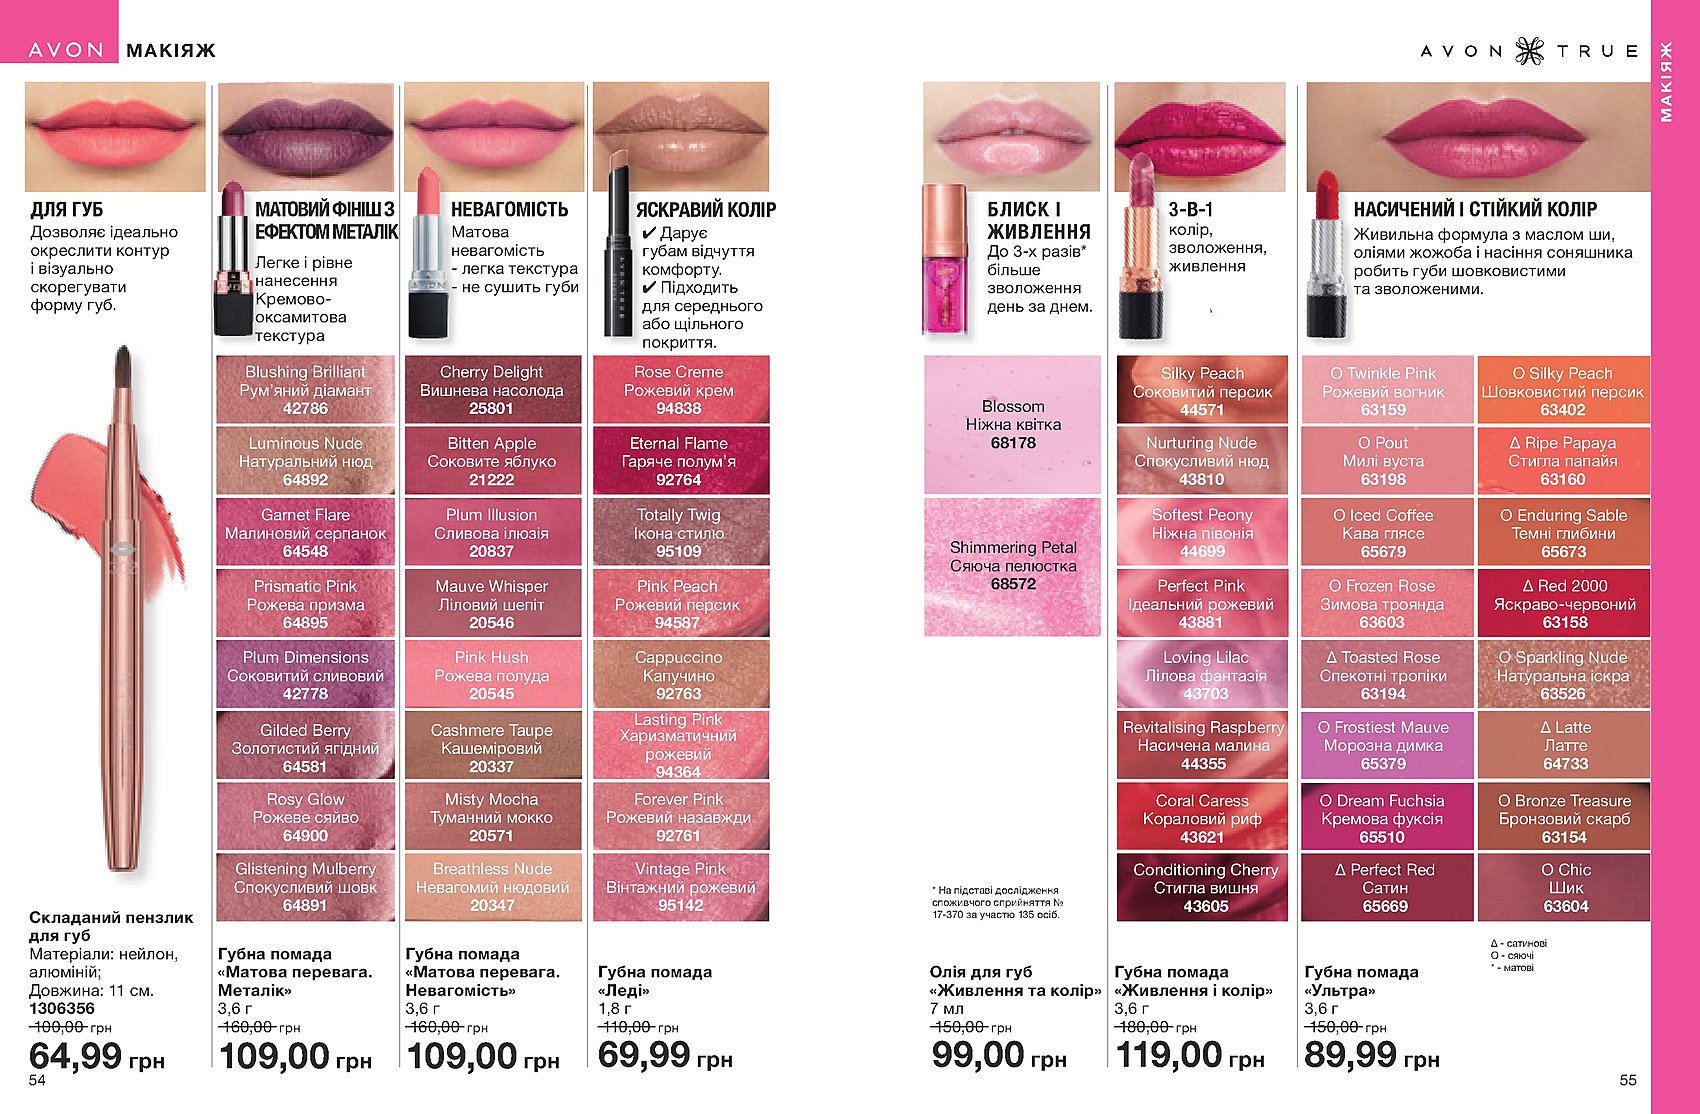 AVON МАКІЯЖ
ДЛЯ ГУБ
Дозволяє ідеально
окреслити контур
і візуально
скорегувати
форму губ.
Складаний пензлик
для губ
Матеріали: нейлон,
алюміній;
Довжина: 11 см.
1306356
100,00 грн
64,99 грн
54
МАТОВИЙ ФІНІШ З
ЕФЕКТОМ МЕТАЛІК
Легке і рівне
нанесення
Кремово-
оксамитова
текстура
Blushing Brilliant
Рум’яний діамант
42786
Luminous Nude
Натуральний нюд
64892
Garnet Flare
Малиновий серпанок
64548
Prismatic Pink
Рожева призма
64895
Plum Dimensions
Соковитий сливовий
42778
Gilded Berry
Золотистий ягідний
64581
Rosy Glow
Рожеве сяйво
64900
Glistening Mulberry
Спокусливий шовк
64891
Губна помада
«Матова перевага.
Металік»
3,6 г
160,00 грн
109,00 грн
НЕВАГОМІСТЬ
Матова
невагомість
- легка текстура
- не сушить губи
Cherry Delight
Вишнева насолода
25801
Bitten Apple
Соковите яблуко
21222
Plum Illusion
Сливова ілюзія
20837
Mauve Whisper
Ліловий шепіт
20546
Pink Hush
Рожева полуда
20545
Cashmere Taupe
Кашеміровий
20337
Misty Mocha
Туманний мокко
20571
Breathless Nude
Невагомий нюдовий
20347
Губна помада
«Матова перевага.
Невагомість»
3,6 г
160,00 грн
109,00 грн
ЯСКРАВИЙ КОЛІР
✔ Дарує
губам відчуття
комфорту.
✔ Підходить
для середнього
або щільного
покриття.
Rose Creme
Рожевий крем
94838
Eternal Flame
Гаряче полум’я
92764
Totally Twig
Ікона стилю
95109
Pink Peach
Рожевий персик
94587
Cappuccino
Капучино
92763
Lasting Pink
Харизматичний
рожевий
94364
Forever Pink
Рожевий назавжди
92761
Vintage Pink
Вінтажний рожевий
95142
Губна помада
«Леді»
1,8 г
110,00 грн
69,99 грн
AVON TRUE
МАКІЯЖ
БЛИСК І
ЖИВЛЕННЯ
До 3-х разів*
більше
зволоження
день за днем.
Blossom
Ніжна квітка
68178
Shimmering Petal
Сяюча пелюстка
68572
* На підставі дослідження
споживчого сприйняття №
17-370 за участю 135 осіб.
Олія для губ
«Живлення та колір»
7 мл
150,00 грн
99,00 грн
3-В-1
колір,
зволоження,
живлення
Silky Peach
Соковитий персик
44571
Nurturing Nude
Спокусливий нюд
43810
Softest Peony
Ніжна півонія
44699
Perfect Pink
Ідеальний рожевий
43881
Loving Lilac
Лілова фантазія
43703
Revitalising Raspberry
Насичена малина
44355
Coral Caress
Кораловий риф
43621
Conditioning Cherry
Стигла вишня
43605
Губна помада
«Живлення і колір»
3,6 г
180,00 грн
119,00 грн
НАСИЧЕНИЙ І СТІЙКИЙ КОЛІР
Живильна формула з маслом ши,
оліями жожоба і насіння соняшника
робить губи шовковистими
та зволоженими.
О Twinkle Pink
Рожевий вогник
63159
О Pout
Милі вуста
63198
О Iced Coffee
Кава глясе
65679
О Frozen Rose
Зимова троянда
63603
Δ Toasted Rose
Спекотні тропіки
63194
О Frostiest Mauve
Морозна димка
65379
О Dream Fuchsia
Кремова фуксія
65510
Δ Perfect Red
Сатин
65669
О Silky Peach
Шовковистий персик
63402
Δ Ripe Papaya
Стигла папайя
63160
О Enduring Sable
Темні глибини
65673
Δ Red 2000
Яскраво-червоний
63158
О Sparkling Nude
Натуральна іскра
63526
Δ Latte
Латте
64733
О Bronze Treasure
Бронзовий скарб
63154
О Chic
Шик
63604
Δ - сатинові
О - сяючі
* - матові
Губна помада
«Ультра»
3,6 г
150,00 грн
89,99 грн
55